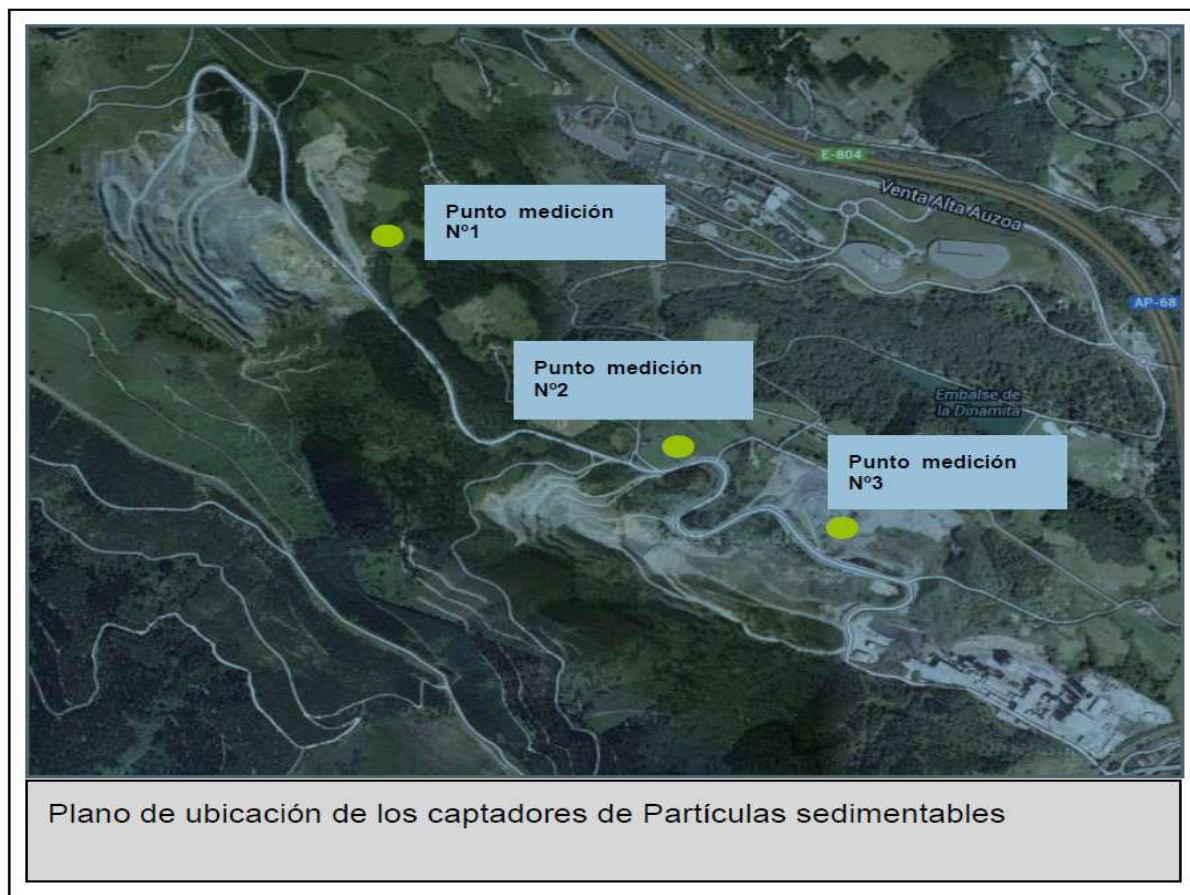 E-804
Venta Alta Auzoa
Punto medición
Nº1
AP-68
Punto medición
Nº2
Embalse de
la Dinamita
Punto medición
Nº3
Plano de ubicación de los captadores de Partículas sedimentables